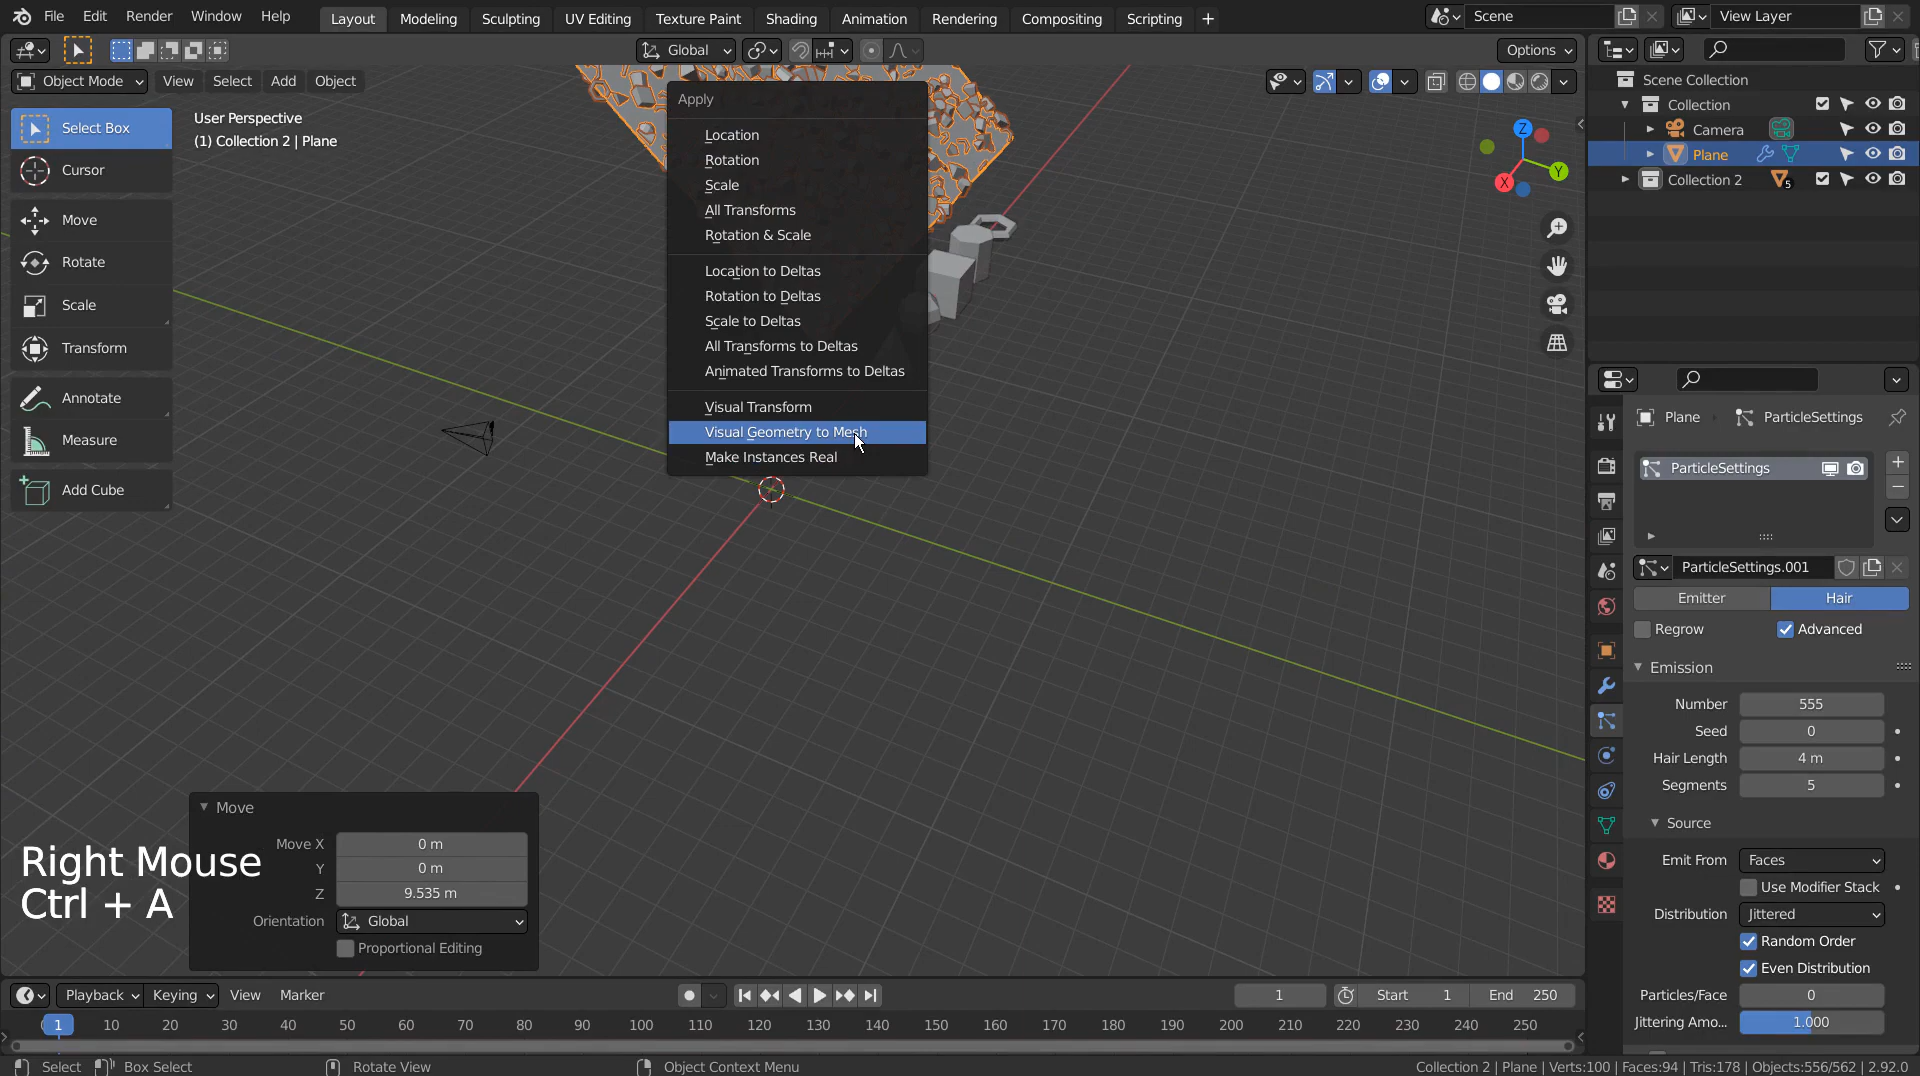 File Edit Render Window Help Layout Modeling Sculpting UV Editing Texture Paint Shading Animation Rendering Compositing Scripting + Scene View Layer
Global Options
Object Mode View Select Add Object
Select Box
Cursor
Move
Rotate
Scale
Transform
Annotate
Measure
Add Cube
User Perspective
(1) Collection 2 | Plane
Apply
Location
Rotation
Scale
All Transforms
Rotation & Scale
Location to Deltas
Rotation to Deltas
Scale to Deltas
All Transforms to Deltas
Animated Transforms to Deltas
Visual Transform
Visual Geometry to Mesh
Make Instances Real
Z
Y
X
Scene Collection
Collection
Camera
Plane
Collection 2 5
Plane ParticleSettings
ParticleSettings
ParticleSettings.001
Emitter Hair
Regrow Advanced
Emission
Number 555
Seed 0
Hair Length 4 m
Segments 5
Source
Emit From Faces
Use Modifier Stack
Distribution Jittered
Random Order
Even Distribution
Particles/Face 0
Jittering Amo... 1.000
Move
Move X 0 m
Y 0 m
Z 9.535 m
Orientation Global
Proportional Editing
Right Mouse
Ctrl + A
Playback Keying View Marker 1 Start 1 End 250
1 10 20 30 40 50 60 70 80 90 100 110 120 130 140 150 160 170 180 190 200 210 220 230 240 250
Select Box Select Rotate View Object Context Menu Collection 2 | Plane | Verts:100 | Faces:94 | Tris:178 | Objects:556/562 | 2.92.0